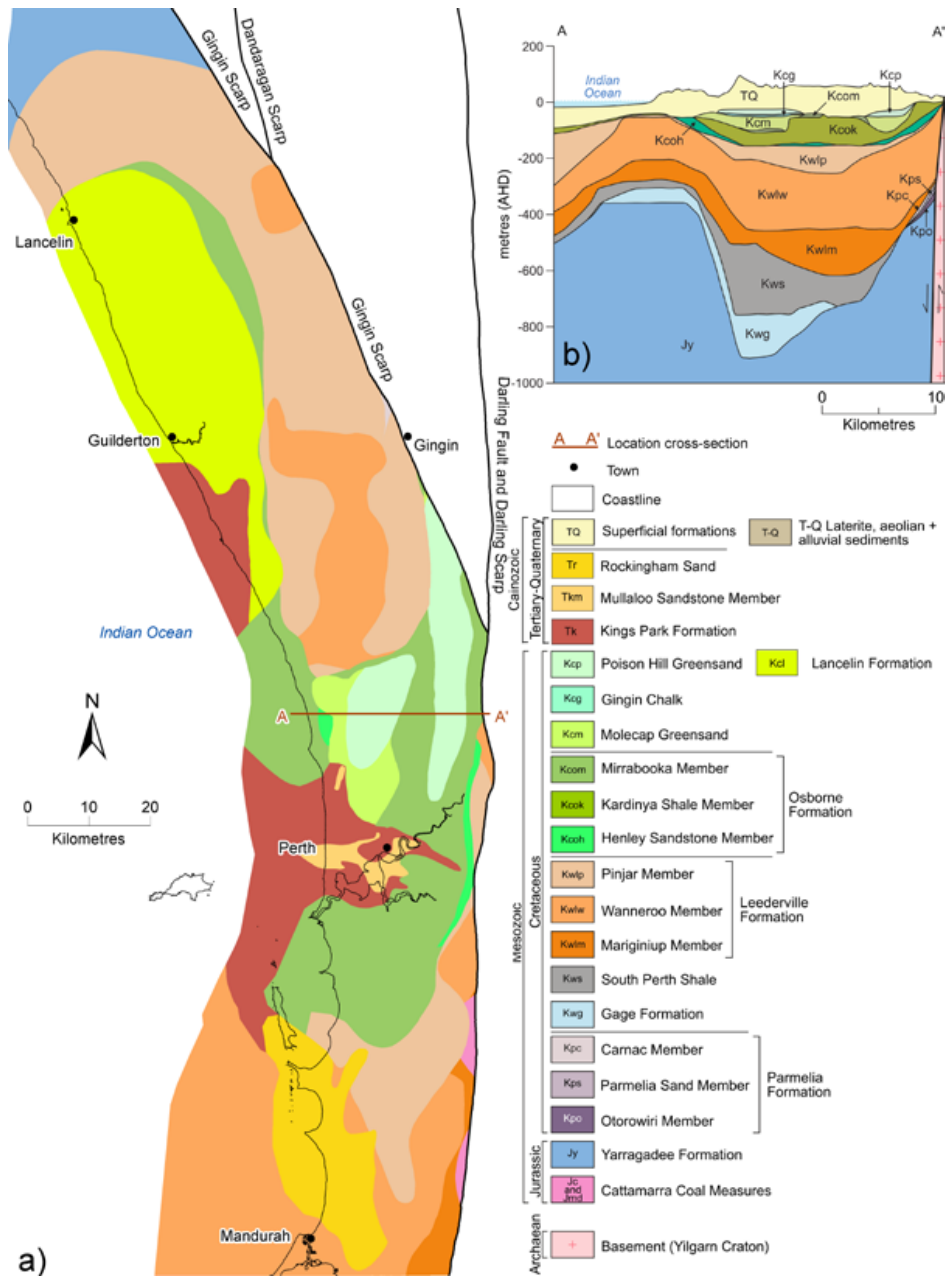 Gingin Scarp
Dandaragan Scarp
Lancelin
Gingin Scarp
Guilderton
Gingin
Darling Fault and Darling Scarp
Indian Ocean
N
A
A'
0 10 20
Kilometres
Perth
Mandurah
a)
A
A'
Indian
Ocean
Kcg
Kcp
TQ
Kcom
Kcm
Kcok
Kcoh
Kwlp
Kwlw
Kps
Kpc
Kpo
Kwlm
Kws
Kwg
Jy
0
-200
-400
-600
-800
-1000
metres (AHD)
b)
0 100
Kilometres
A A' Location cross-section
Town
Coastline
TQ Superficial formations
T-Q T-Q Laterite, aeolian +
alluvial sediments
Tr Rockingham Sand
Tkm Mullaloo Sandstone Member
Tk Kings Park Formation
Cainozoic
Tertiary-Quaternary
Kcp Poison Hill Greensand
Kcl Lancelin Formation
Kcg Gingin Chalk
Kcm Molecap Greensand
Kcom Mirrabooka Member
Kcok Kardinya Shale Member
Kcoh Henley Sandstone Member
Osborne
Formation
Kwlp Pinjar Member
Kwlw Wanneroo Member
Kwlm Mariginiup Member
Leederville
Formation
Kws South Perth Shale
Kwg Gage Formation
Kpc Carnac Member
Kps Parmelia Sand Member
Kpo Otorowiri Member
Parmelia
Formation
Mesozoic
Cretaceous
Jy Yarragadee Formation
Jc
and
Jmd
Cattamarra Coal Measures
Jurassic
Basement (Yilgarn Craton)
Archaean